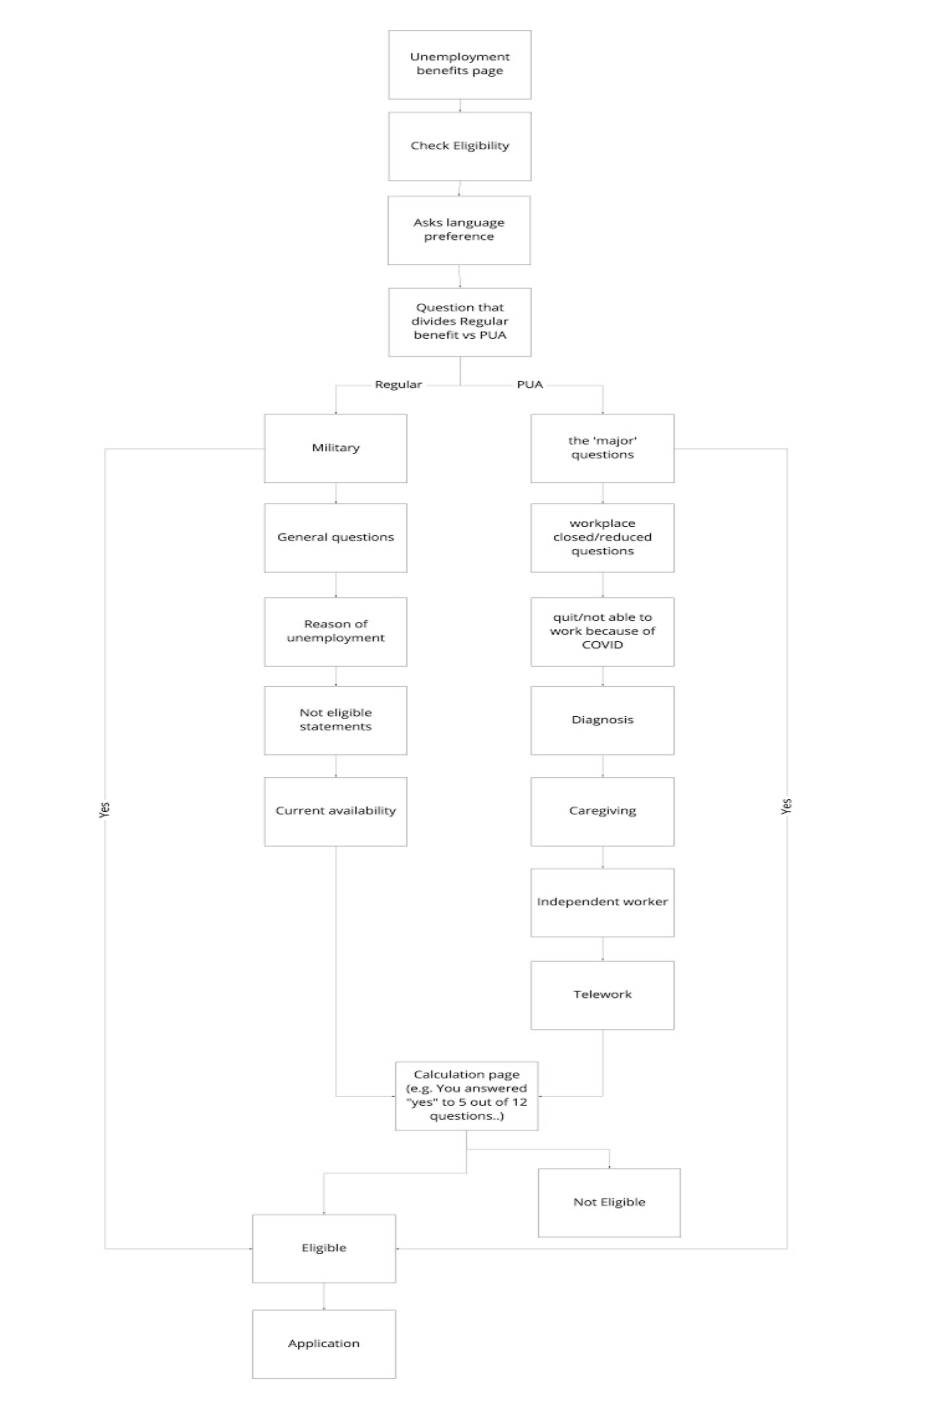 Unemployment
benefits page
Check Eligibility
Asks language
preference
Question that
divides Regular
benefit vs PUA
Regular
PUA
Military
the 'major'
questions
General questions
workplace
closed/reduced
questions
Reason of
unemployment
quit/not able to
work because of
COVID
Not eligible
statements
Diagnosis
Current availability
Caregiving
Yes
Yes
Independent worker
Telework
Calculation page
(e.g. You answered
"yes" to 5 out of 12
questions..)
Not Eligible
Eligible
Application